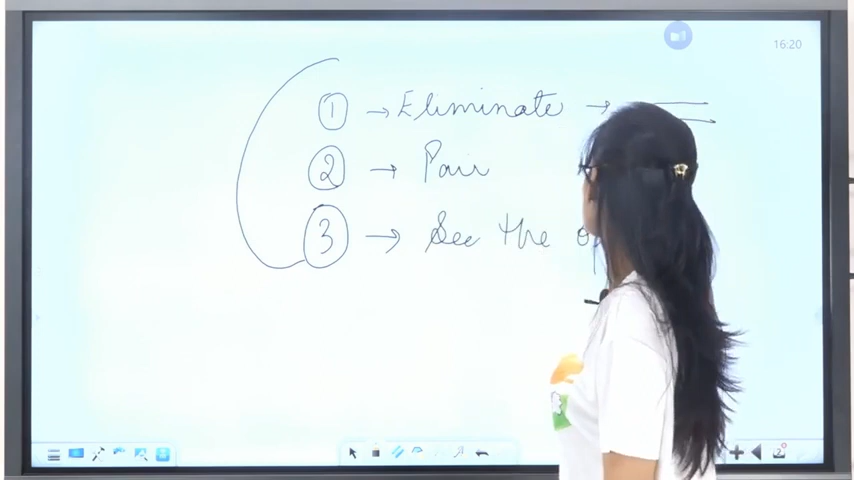 16:20
① → Eliminate →
② → Pair
③ → See the